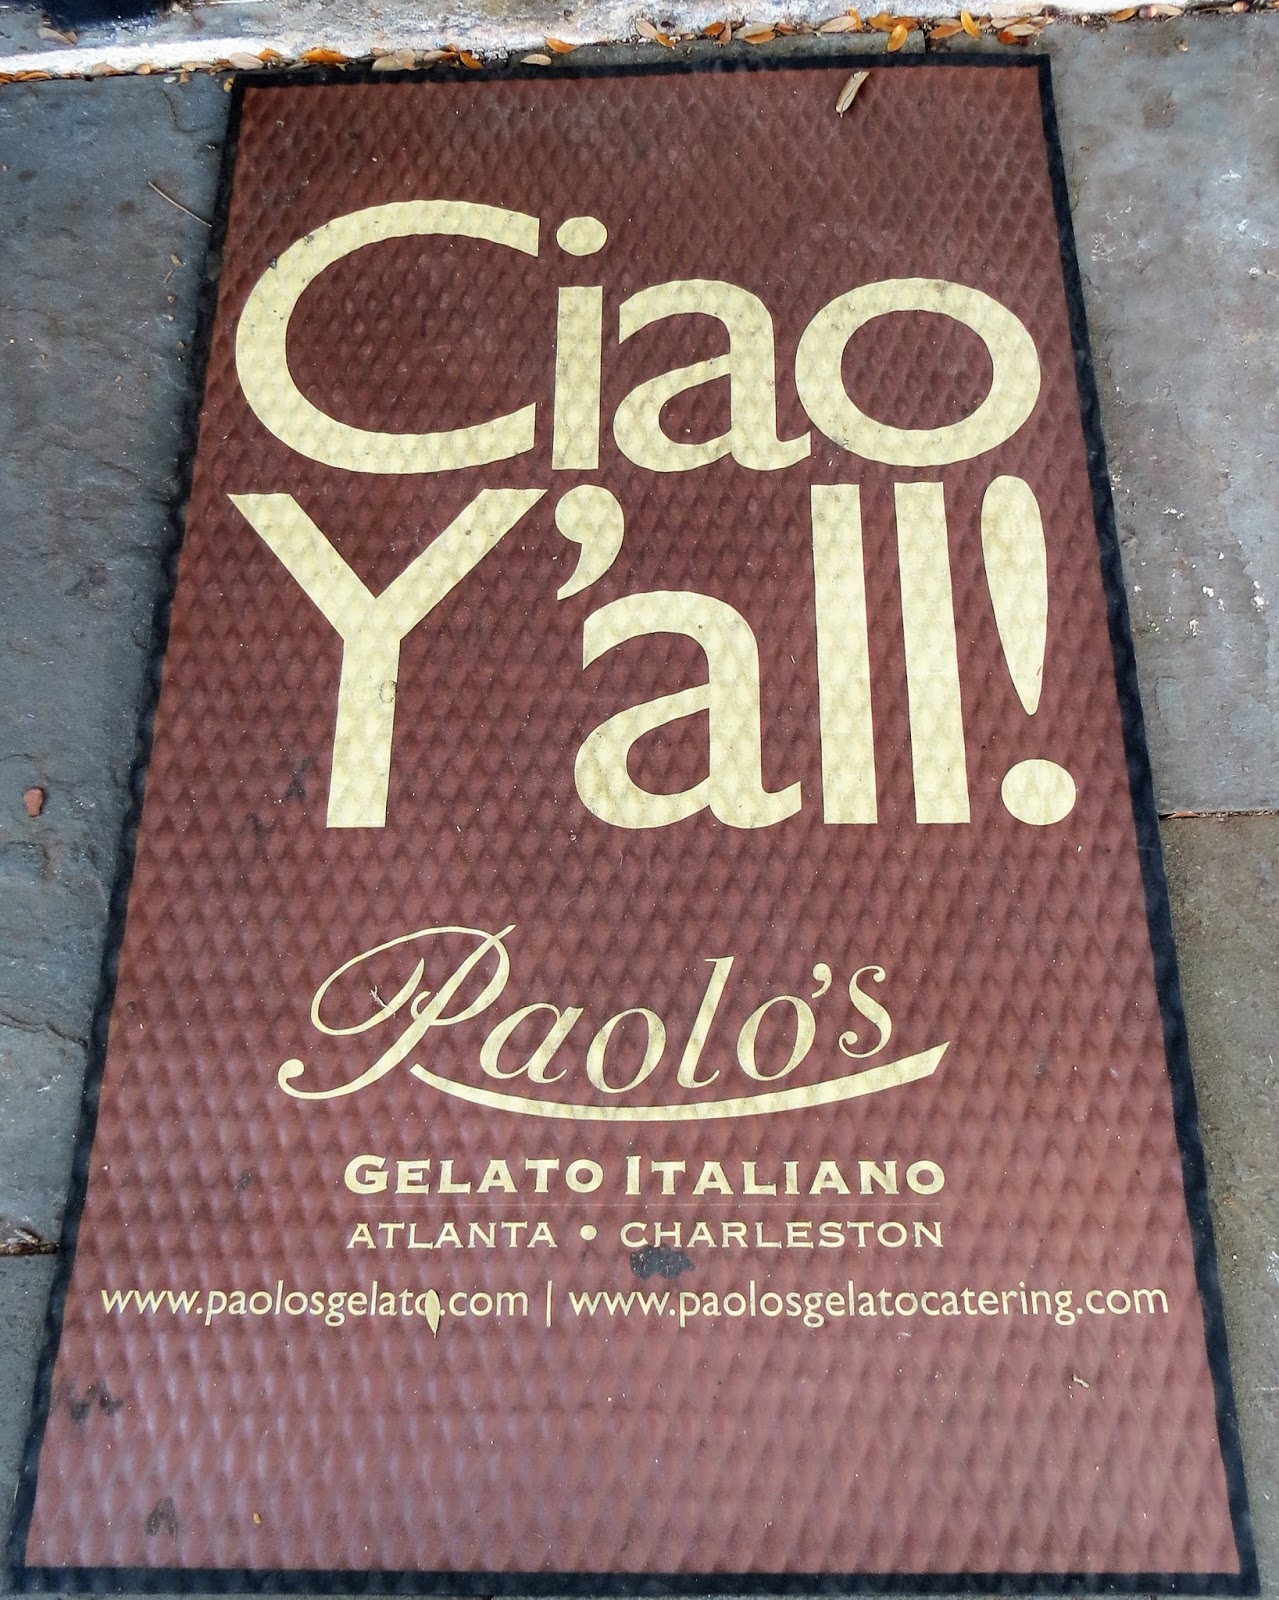 Ciao
Y'all!
Paolo's
GELATO ITALIANO
ATLANTA • CHARLESTON
www.paolosgelato.com | www.paolosgelatocatering.com